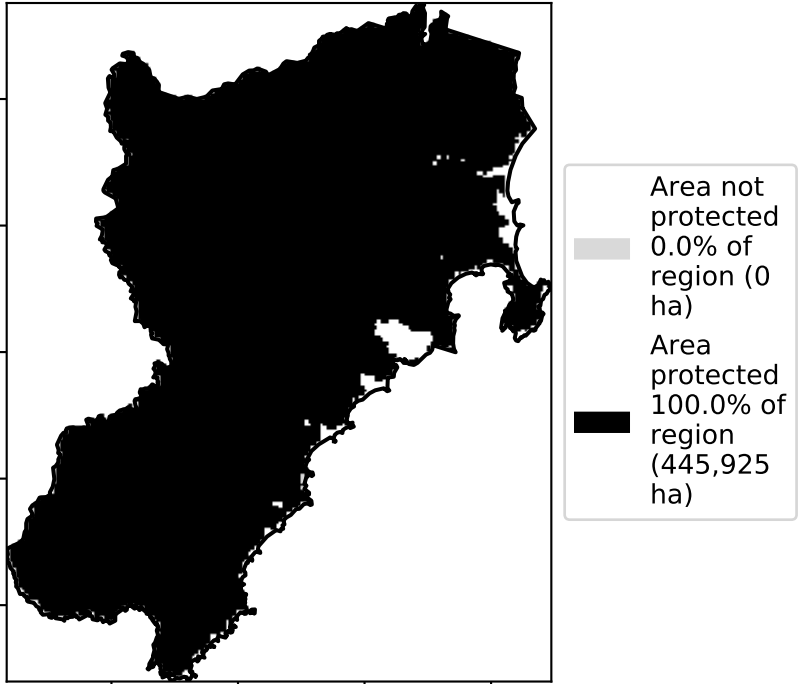 Area not
protected
0.0% of
region (0
ha)
Area
protected
100.0% of
region
(445,925
ha)